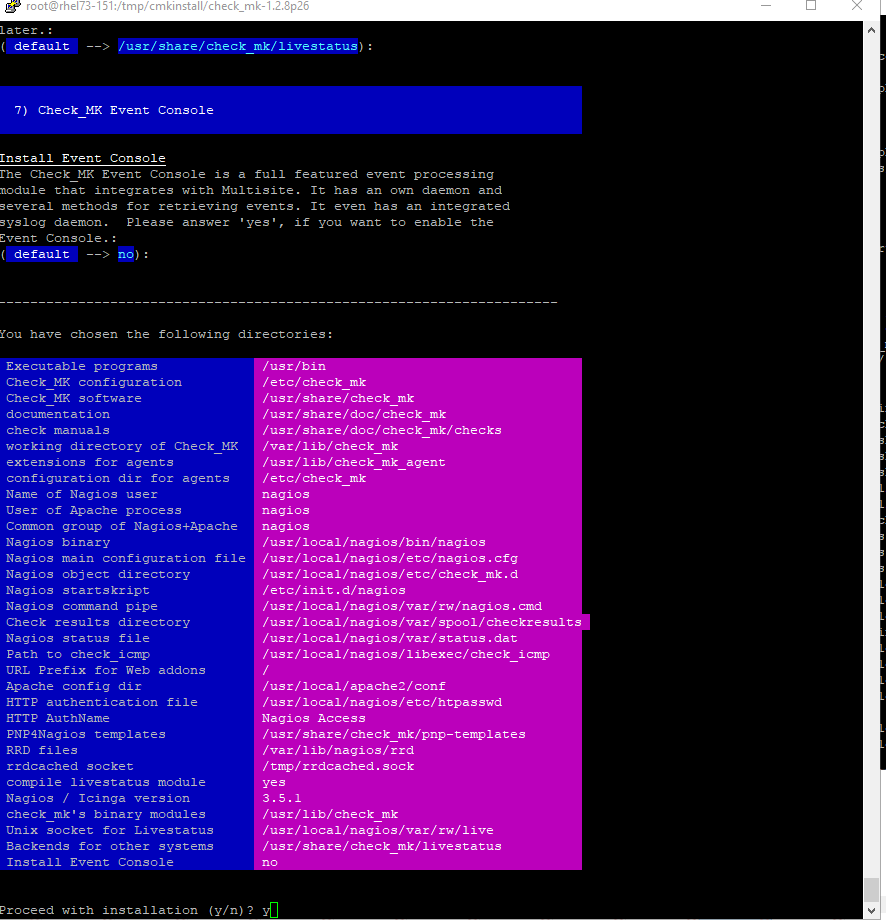 root@rhel73-151:/tmp/cmkinstall/check_mk-1.2.8p26
later.:
( default  --> /usr/share/check_mk/livestatus):
7) Check_MK Event Console
Install Event Console
The Check_MK Event Console is a full featured event processing
module that integrates with Multisite. It has an own daemon and
several methods for retrieving events. It even has an integrated
syslog daemon.  Please answer 'yes', if you want to enable the
Event Console.:
( default  --> no):
----------------------------------------------------------------------
You have chosen the following directories:
Executable programs /usr/bin
Check_MK configuration /etc/check_mk
Check_MK software /usr/share/check_mk
documentation /usr/share/doc/check_mk
check manuals /usr/share/doc/check_mk/checks
working directory of Check_MK /var/lib/check_mk
extensions for agents /usr/lib/check_mk_agent
configuration dir for agents /etc/check_mk
Name of Nagios user nagios
User of Apache process nagios
Common group of Nagios+Apache nagios
Nagios binary /usr/local/nagios/bin/nagios
Nagios main configuration file /usr/local/nagios/etc/nagios.cfg
Nagios object directory /usr/local/nagios/etc/check_mk.d
Nagios startskript /etc/init.d/nagios
Nagios command pipe /usr/local/nagios/var/rw/nagios.cmd
Check results directory /usr/local/nagios/var/spool/checkresults
Nagios status file /usr/local/nagios/var/status.dat
Path to check_icmp /usr/local/nagios/libexec/check_icmp
URL Prefix for Web addons /
Apache config dir /usr/local/apache2/conf
HTTP authentication file /usr/local/nagios/etc/htpasswd
HTTP AuthName Nagios Access
PNP4Nagios templates /usr/share/check_mk/pnp-templates
RRD files /var/lib/nagios/rrd
rrdcached socket /tmp/rrdcached.sock
compile livestatus module yes
Nagios / Icinga version 3.5.1
check_mk's binary modules /usr/lib/check_mk
Unix socket for Livestatus /usr/local/nagios/var/rw/live
Backends for other systems /usr/share/check_mk/livestatus
Install Event Console no
Proceed with installation (y/n)? y